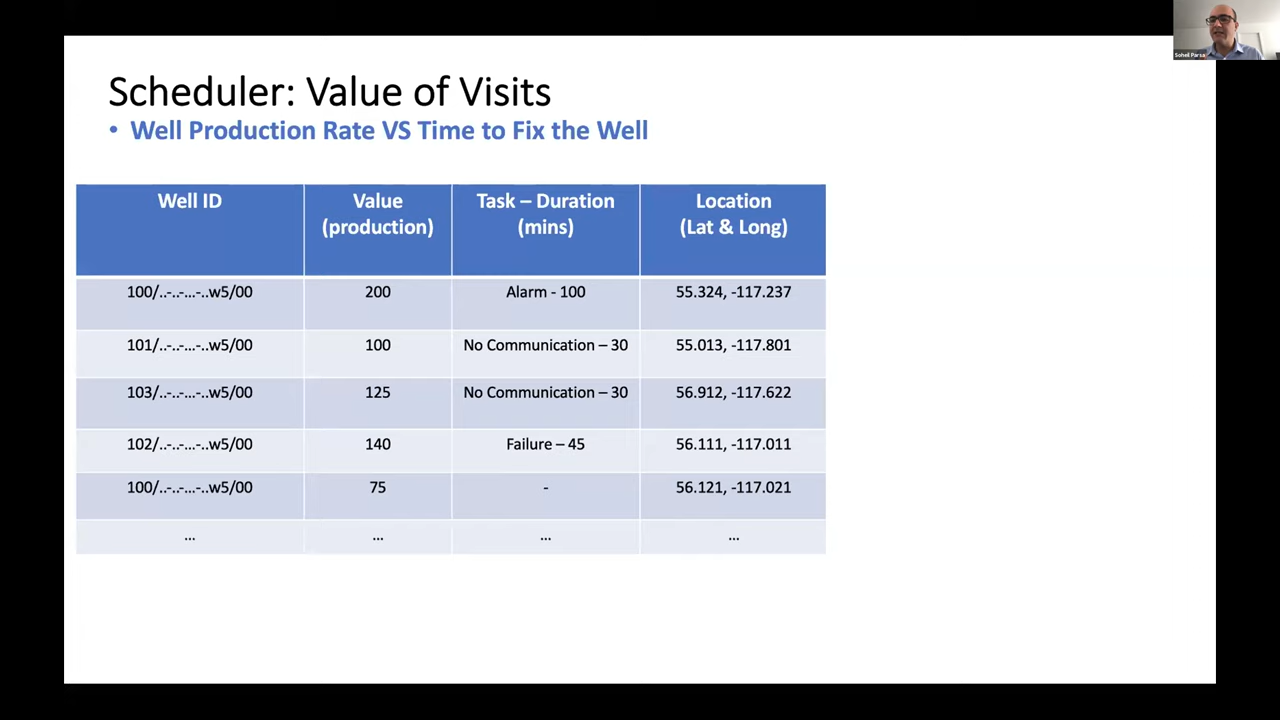 Soheil Parsa
Scheduler: Value of Visits
• Well Production Rate VS Time to Fix the Well
Well ID Value (production) Task – Duration (mins) Location (Lat & Long)
100/..-..-...-..w5/00 200 Alarm - 100 55.324, -117.237
101/..-..-...-..w5/00 100 No Communication – 30 55.013, -117.801
103/..-..-...-..w5/00 125 No Communication – 30 56.912, -117.622
102/..-..-...-..w5/00 140 Failure – 45 56.111, -117.011
100/..-..-...-..w5/00 75 - 56.121, -117.021
... ... ... ...